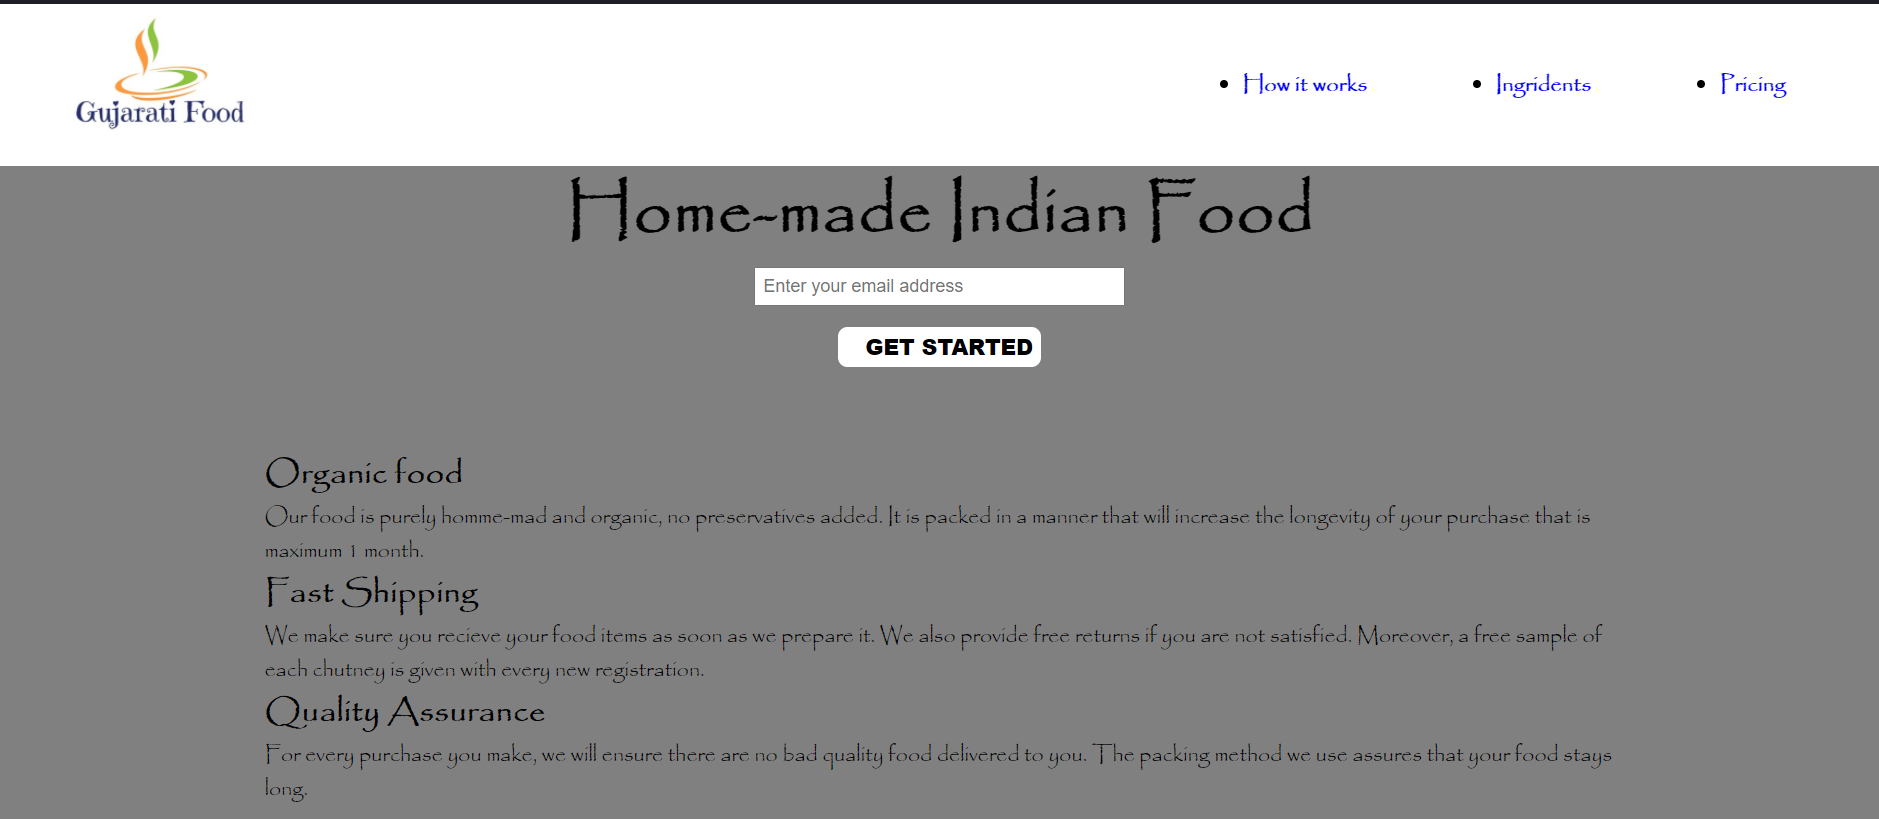 Gujarati Food
How it works
Ingridents
Pricing
Home-made Indian Food
Enter your email address
GET STARTED
Organic food
Our food is purely homme-mad and organic, no preservatives added. It is packed in a manner that will increase the longevity of your purchase that is
maximum 1 month.
Fast Shipping
We make sure you recieve your food items as soon as we prepare it. We also provide free returns if you are not satisfied. Moreover, a free sample of
each chutney is given with every new registration.
Quality Assurance
For every purchase you make, we will ensure there are no bad quality food delivered to you. The packing method we use assures that your food stays
long.